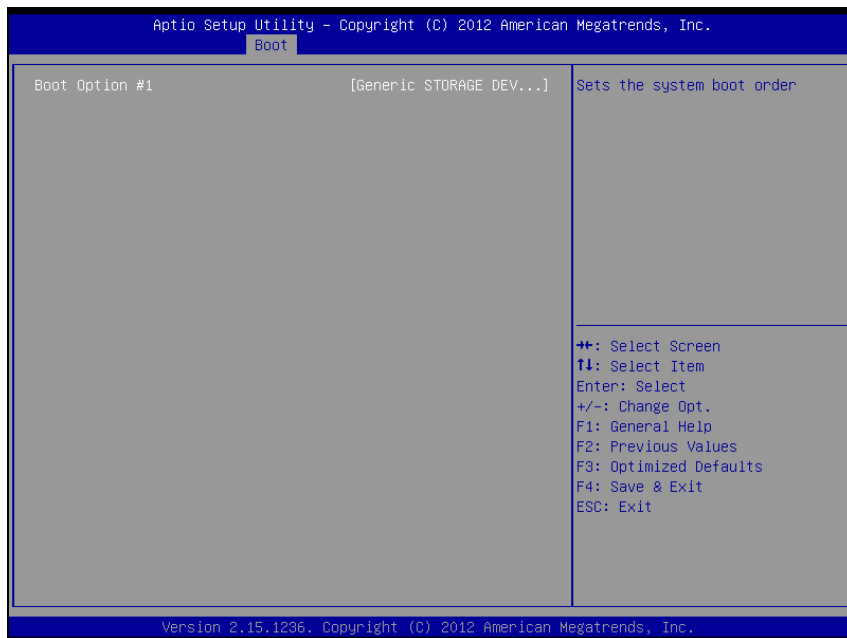 Aptio Setup Utility – Copyright (C) 2012 American Megatrends, Inc.
Boot
Boot Option #1 [Generic STORAGE DEV...]
Sets the system boot order
→←: Select Screen
↑↓: Select Item
Enter: Select
+/-: Change Opt.
F1: General Help
F2: Previous Values
F3: Optimized Defaults
F4: Save & Exit
ESC: Exit
Version 2.15.1236. Copyright (C) 2012 American Megatrends, Inc.